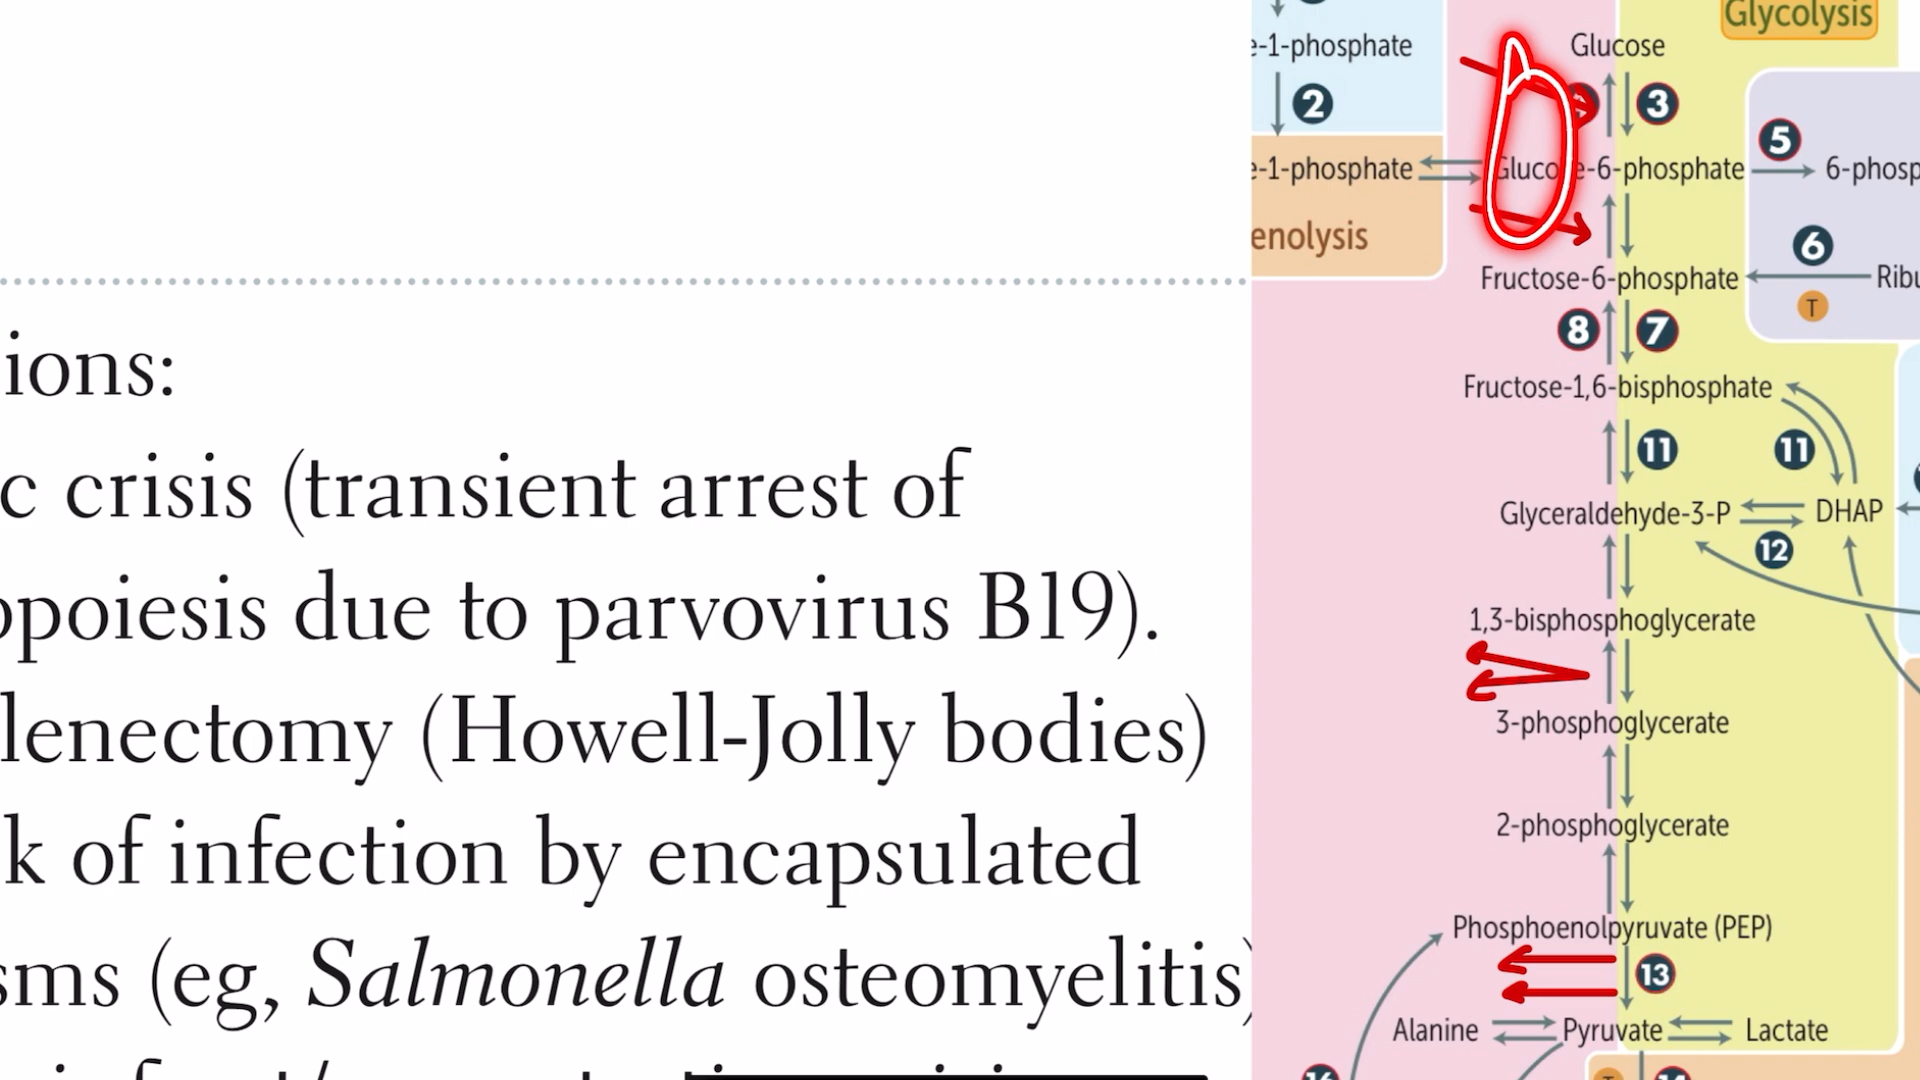 ions:
c crisis (transient arrest of
opoiesis due to parvovirus B19).
lenectomy (Howell-Jolly bodies)
k of infection by encapsulated
sms (eg, Salmonella osteomyelitis)
Glycolysis
e-1-phosphate
Glucose
2
3
e-1-phosphate
Glucose-6-phosphate
5
6-phosp
enolysis
6
Fructose-6-phosphate
Ribu
T
8
7
Fructose-1,6-bisphosphate
11
11
Glyceraldehyde-3-P
DHAP
12
1,3-bisphosphoglycerate
3-phosphoglycerate
2-phosphoglycerate
Phosphoenolpyruvate (PEP)
13
Alanine
Pyruvate
Lactate